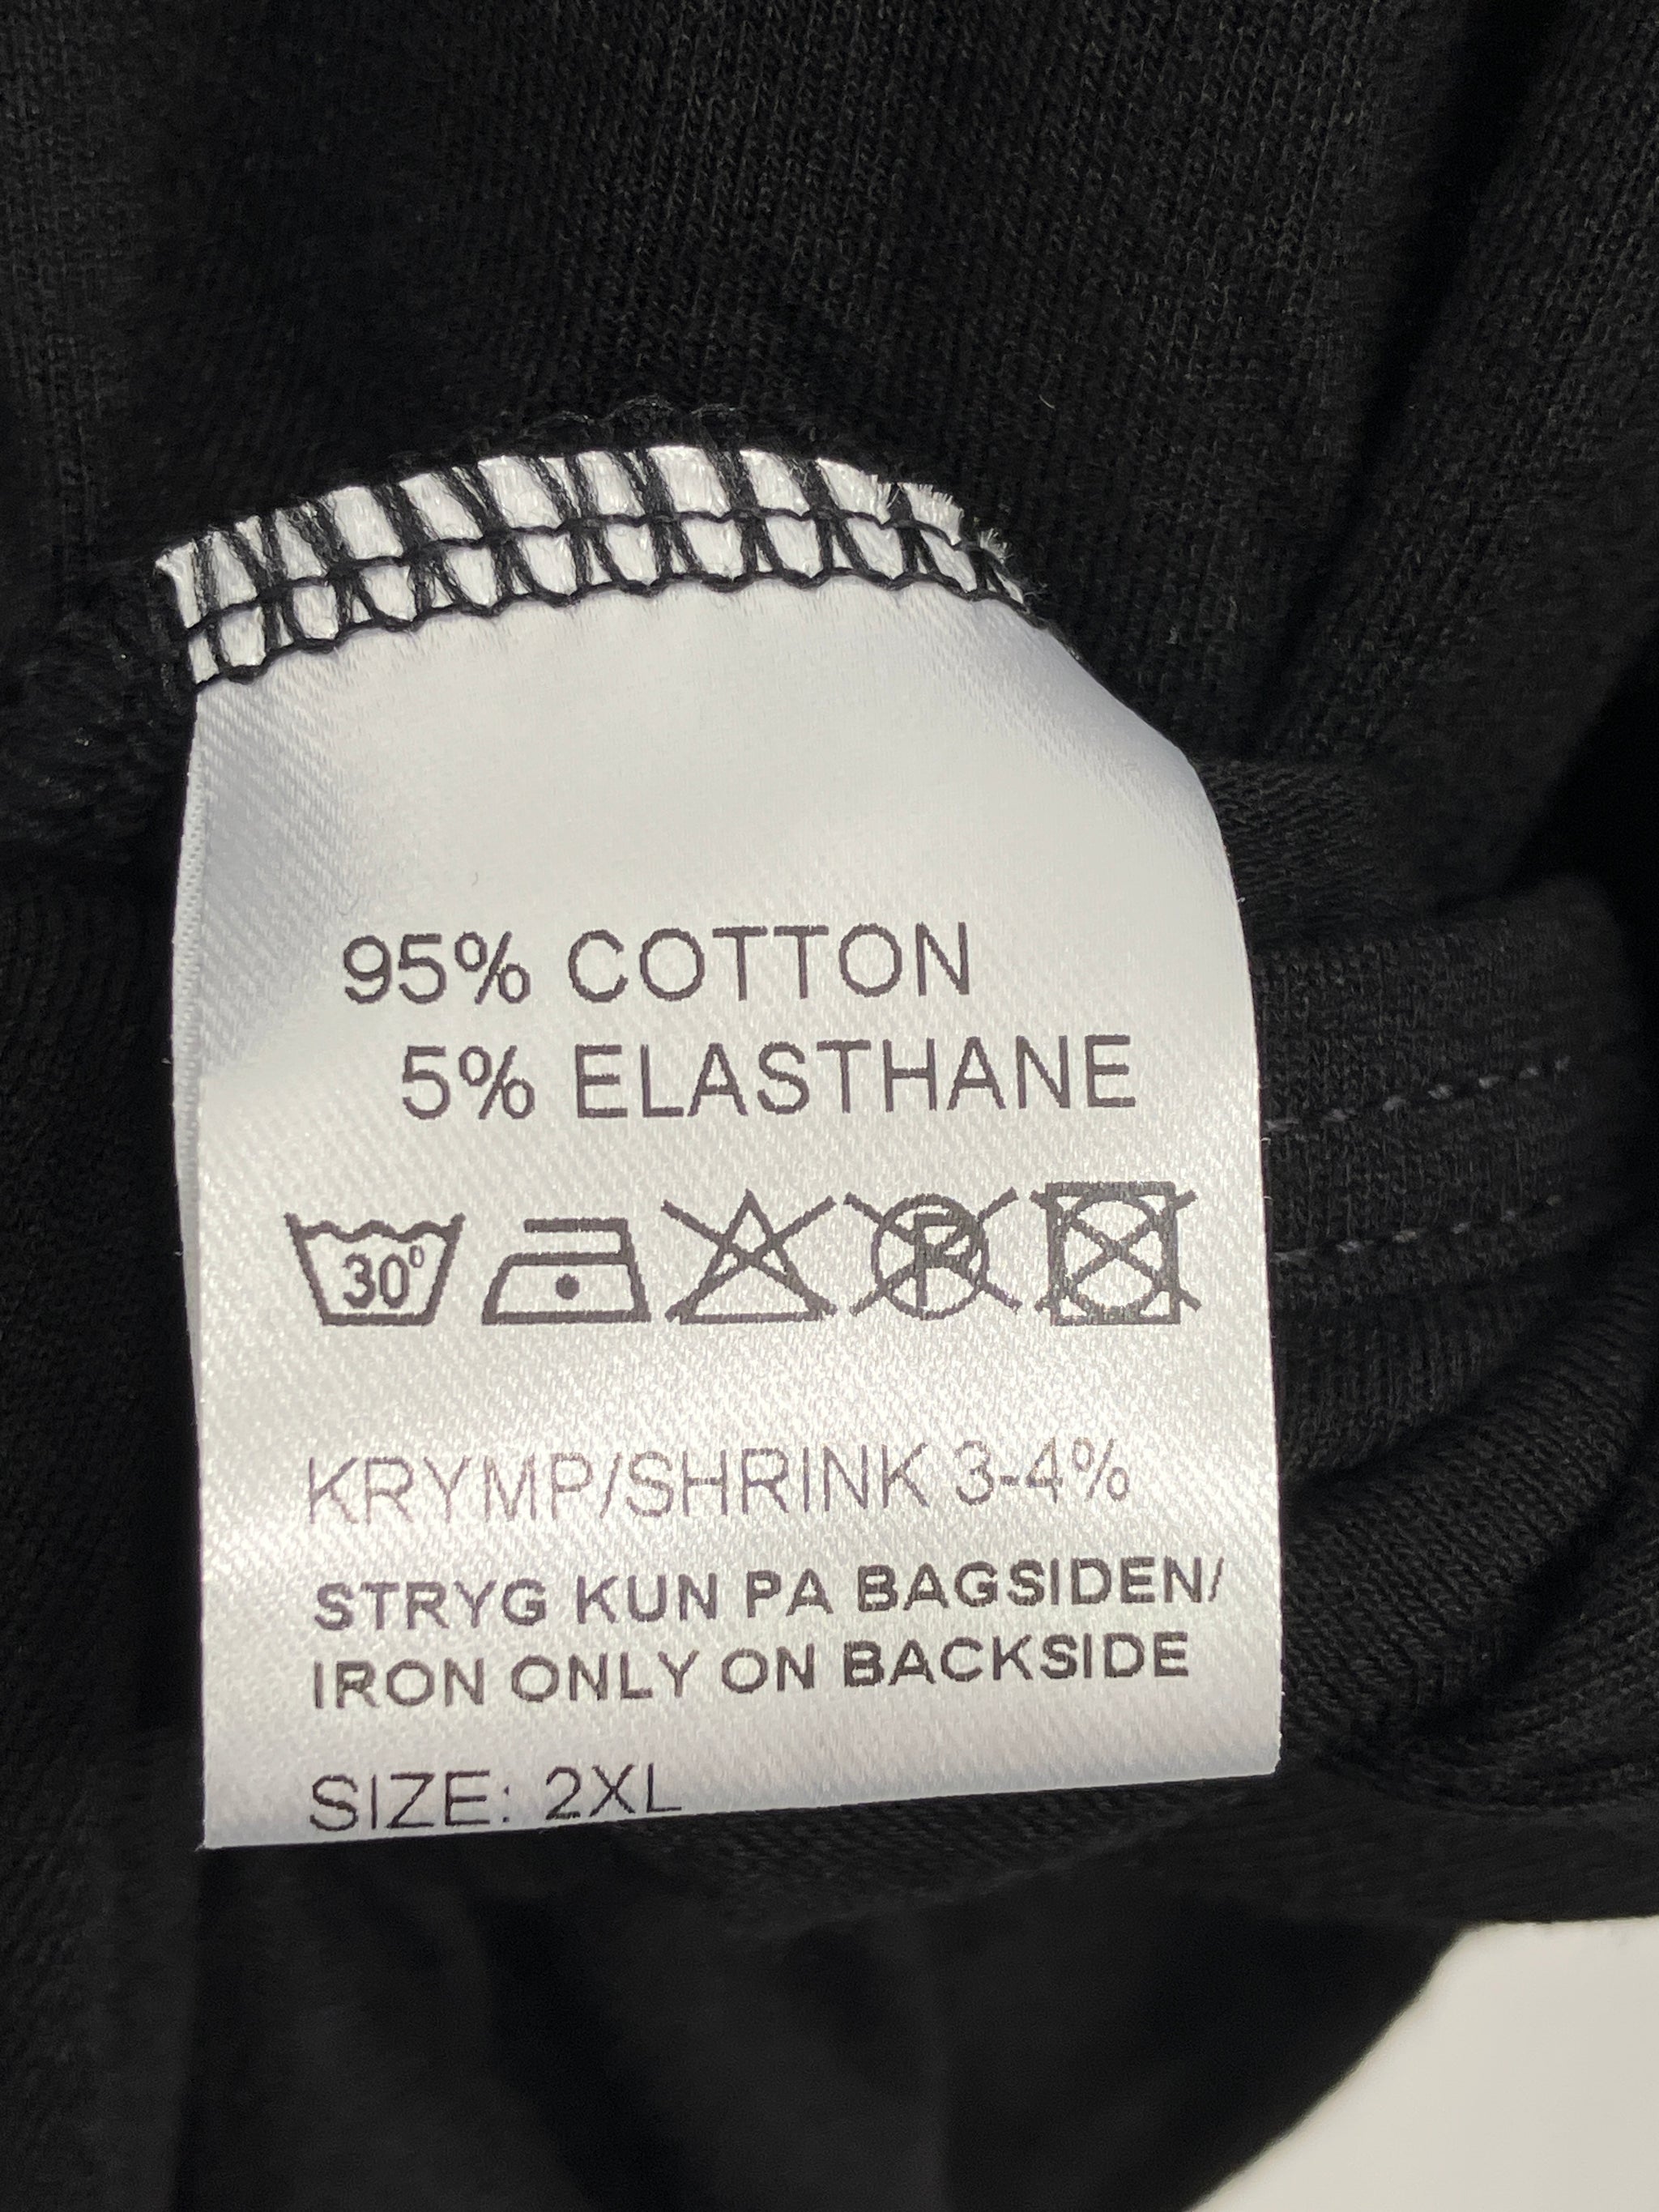 95% COTTON
5% ELASTHANE
30° P
KRYMP/SHRINK 3-4%
STRYG KUN PA BAGSIDEN/
IRON ONLY ON BACKSIDE
SIZE: 2XL